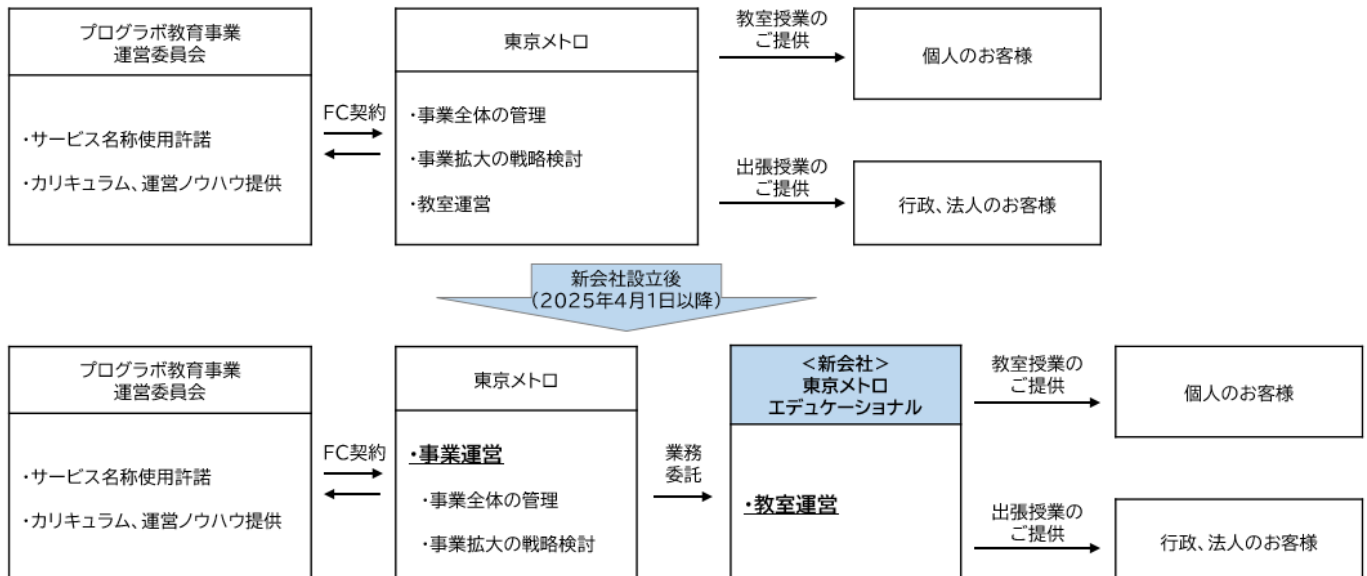 プログラボ教育事業
運営委員会
・サービス名称使用許諾
・カリキュラム、運営ノウハウ提供
FC契約
東京メトロ
・事業全体の管理
・事業拡大の戦略検討
・教室運営
教室授業の
ご提供
個人のお客様
出張授業の
ご提供
行政、法人のお客様
新会社設立後
(2025年4月1日以降)
プログラボ教育事業
運営委員会
・サービス名称使用許諾
・カリキュラム、運営ノウハウ提供
FC契約
東京メトロ
・事業運営
・事業全体の管理
・事業拡大の戦略検討
業務
委託
<新会社>
東京メトロ
エデュケーショナル
・教室運営
教室授業の
ご提供
個人のお客様
出張授業の
ご提供
行政、法人のお客様